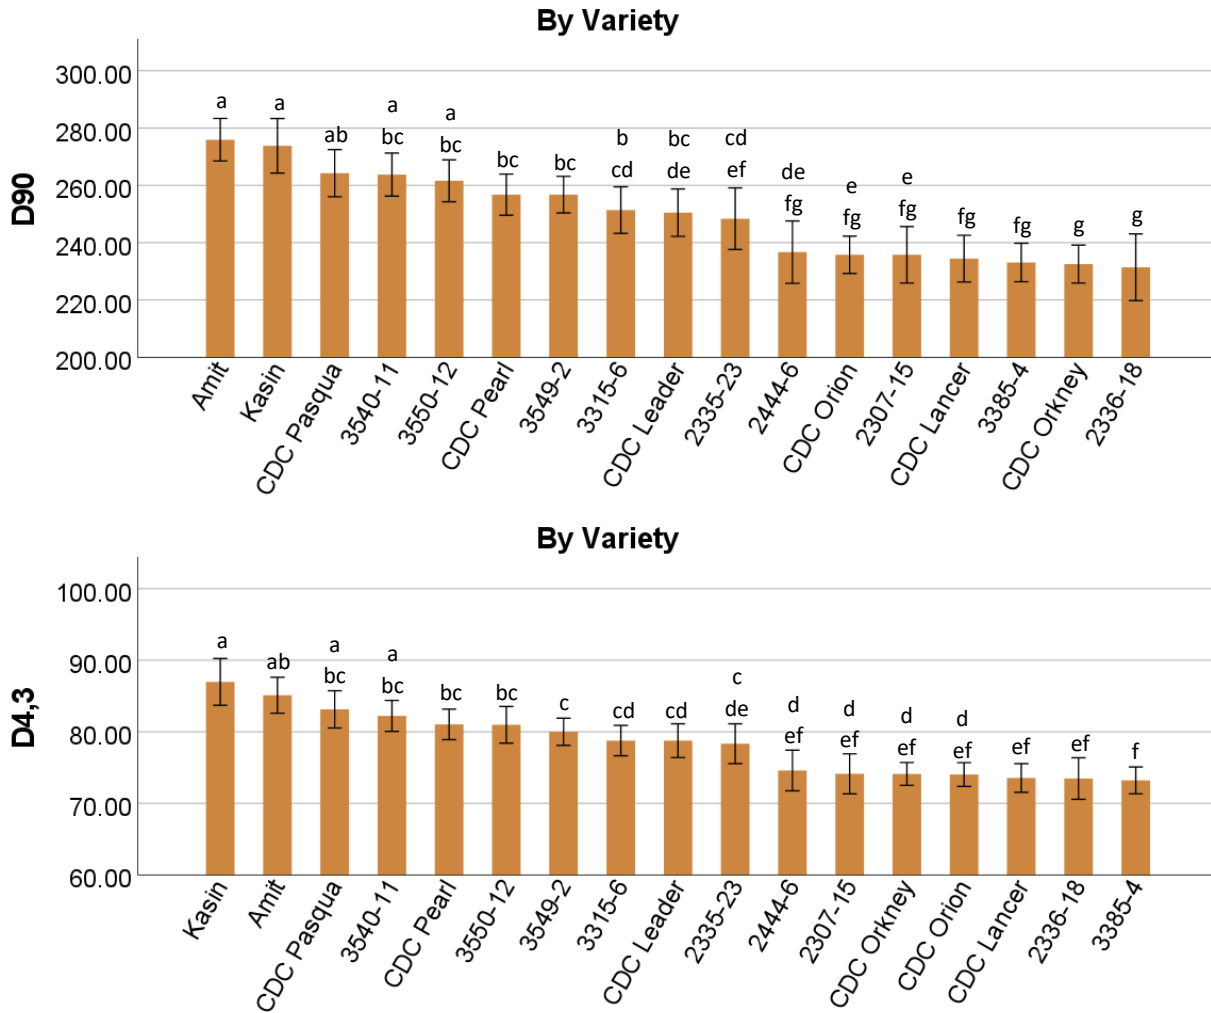 By Variety
D90
300.00
280.00
260.00
240.00
220.00
200.00
a a ab a bc a bc bc bc b cd bc de cd ef de fg e fg e fg fg fg g g
Amit
Kasin
CDC Pasqua
3540-11
3550-12
CDC Pearl
3549-2
3315-6
CDC Leader
2335-23
2444-6
CDC Orion
2307-15
CDC Lancer
3385-4
CDC Orkney
2336-18
By Variety
D4,3
100.00
90.00
80.00
70.00
60.00
a ab a bc a bc bc bc c cd cd c de d ef d ef d ef d ef ef ef f
Kasin
Amit
CDC Pasqua
3540-11
CDC Pearl
3550-12
3549-2
3315-6
CDC Leader
2335-23
2444-6
2307-15
CDC Orkney
CDC Orion
CDC Lancer
2336-18
3385-4